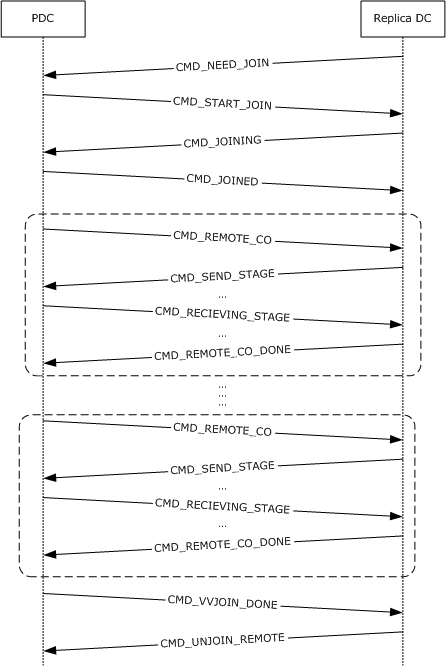 PDC
Replica DC
CMD_NEED_JOIN
CMD_START_JOIN
CMD_JOINING
CMD_JOINED
CMD_REMOTE_CO
CMD_SEND_STAGE
...
CMD_RECIEVING_STAGE
...
CMD_REMOTE_CO_DONE
...
...
...
CMD_REMOTE_CO
CMD_SEND_STAGE
...
CMD_RECIEVING_STAGE
...
CMD_REMOTE_CO_DONE
CMD_VVJOIN_DONE
CMD_UNJOIN_REMOTE